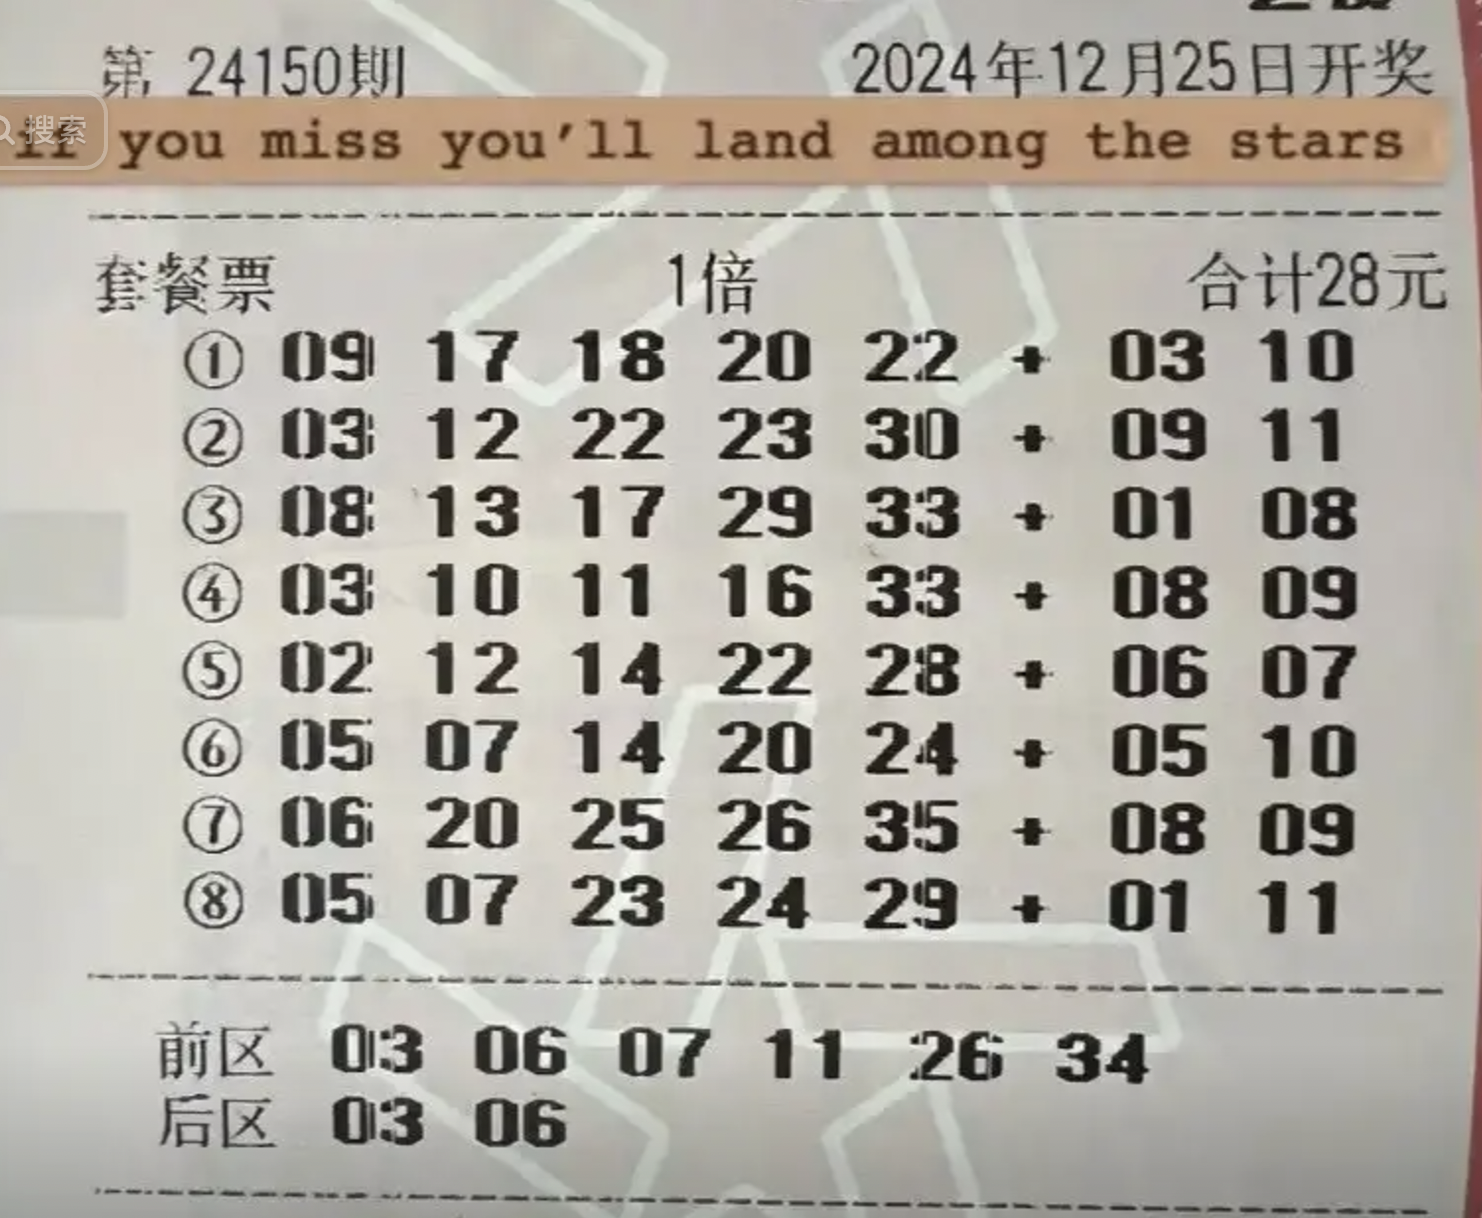 第 24150期 2024年12月25日开奖
搜索
if you miss you'll land among the stars
套餐票 1倍 合计28元
① 09 17 18 20 22 + 03 10
② 03 12 22 23 30 + 09 11
③ 08 13 17 29 33 + 01 08
④ 03 10 11 16 33 + 08 09
⑤ 02 12 14 22 28 + 06 07
⑥ 05 07 14 20 24 + 05 10
⑦ 06 20 25 26 35 + 08 09
⑧ 05 07 23 24 29 + 01 11
前区 03 06 07 11 26 34
后区 03 06